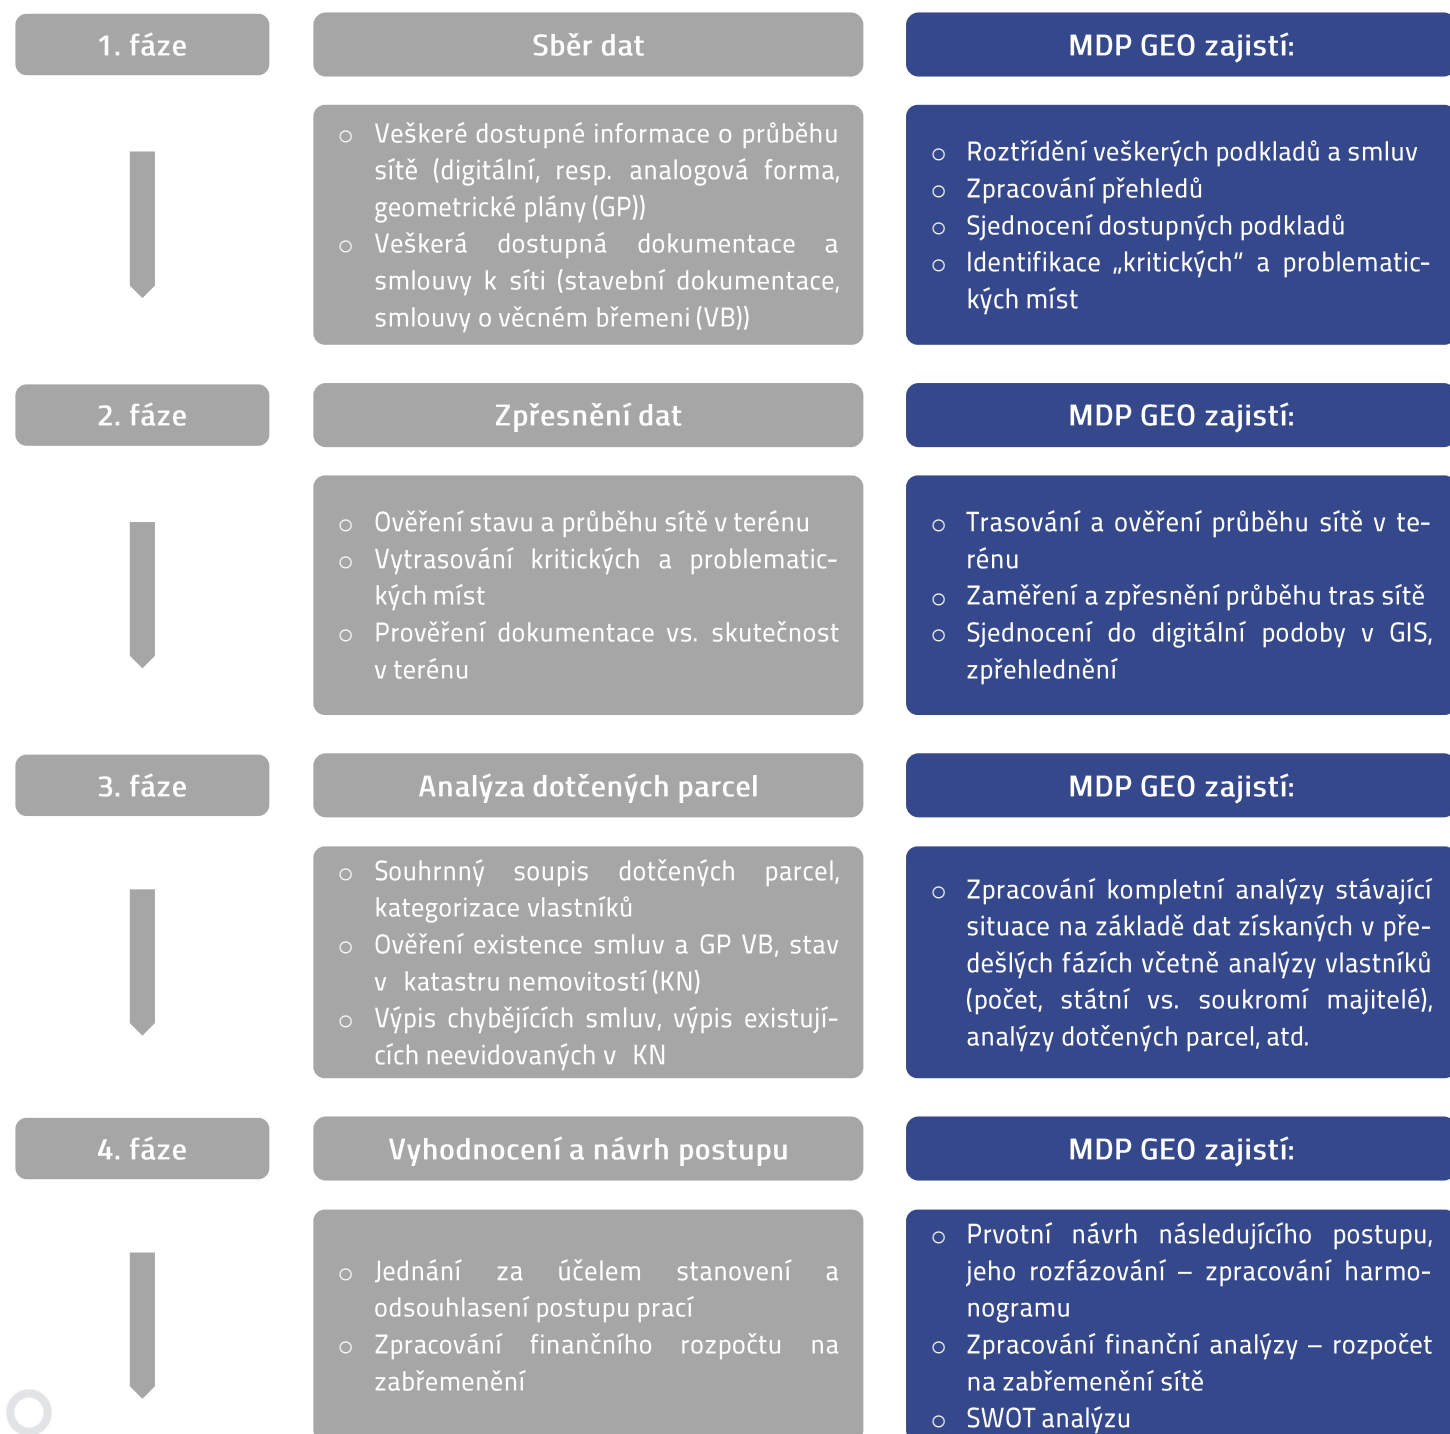 1. fáze
Sběr dat
MDP GEO zajistí:
○ Veškeré dostupné informace o průběhu
sítě (digitální, resp. analogová forma,
geometrické plány (GP))
○ Veškerá dostupná dokumentace a
smlouvy k síti (stavební dokumentace,
smlouvy o věcném břemeni (VB))
○ Roztřídění veškerých podkladů a smluv
○ Zpracování přehledů
○ Sjednocení dostupných podkladů
○ Identifikace „kritických“ a problematic-
kých míst
2. fáze
Zpřesnění dat
MDP GEO zajistí:
○ Ověření stavu a průběhu sítě v terénu
○ Vytrasování kritických a problematic-
kých míst
○ Prověření dokumentace vs. skutečnost
v terénu
○ Trasování a ověření průběhu sítě v te-
rénu
○ Zaměření a zpřesnění průběhu tras sítě
○ Sjednocení do digitální podoby v GIS,
zpřehlednění
3. fáze
Analýza dotčených parcel
MDP GEO zajistí:
○ Souhrnný soupis dotčených parcel,
kategorizace vlastníků
○ Ověření existence smluv a GP VB, stav
v katastru nemovitostí (KN)
○ Výpis chybějících smluv, výpis existují-
cích neevidovaných v KN
○ Zpracování kompletní analýzy stávající
situace na základě dat získaných v pře-
dešlých fázích včetně analýzy vlastníků
(počet, státní vs. soukromí majitelé),
analýzy dotčených parcel, atd.
4. fáze
Vyhodnocení a návrh postupu
MDP GEO zajistí:
○ Jednání za účelem stanovení a
odsouhlasení postupu prací
○ Zpracování finančního rozpočtu na
zabřemenění
○ Prvotní návrh následujícího postupu,
jeho rozfázování – zpracování harmo-
nogramu
○ Zpracování finanční analýzy – rozpočet
na zabřemenění sítě
○ SWOT analýzu